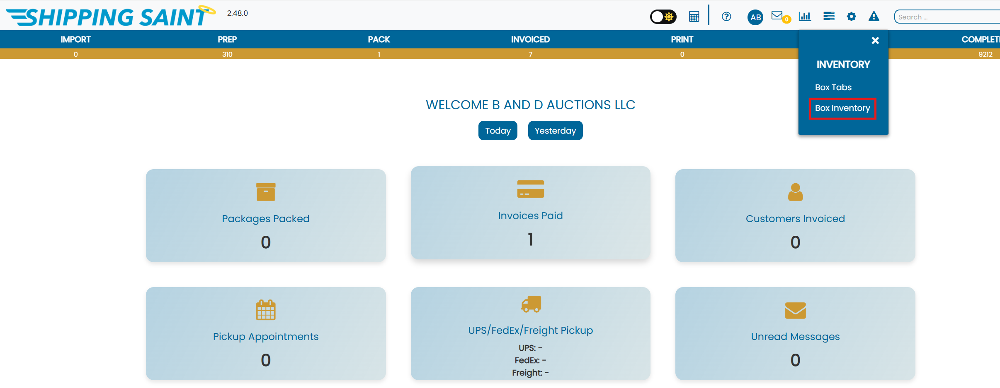 SHIPPING SAINT
2.48.0
AB
0
Search ...
IMPORT
PREP
PACK
INVOICED
PRINT
0
310
1
7
0
9212
INVENTORY
Box Tabs
Box Inventory
WELCOME B AND D AUCTIONS LLC
Today
Yesterday
Packages Packed
0
Invoices Paid
1
Customers Invoiced
0
Pickup Appointments
0
UPS/FedEx/Freight Pickup
UPS: -
FedEx: -
Freight: -
Unread Messages
0